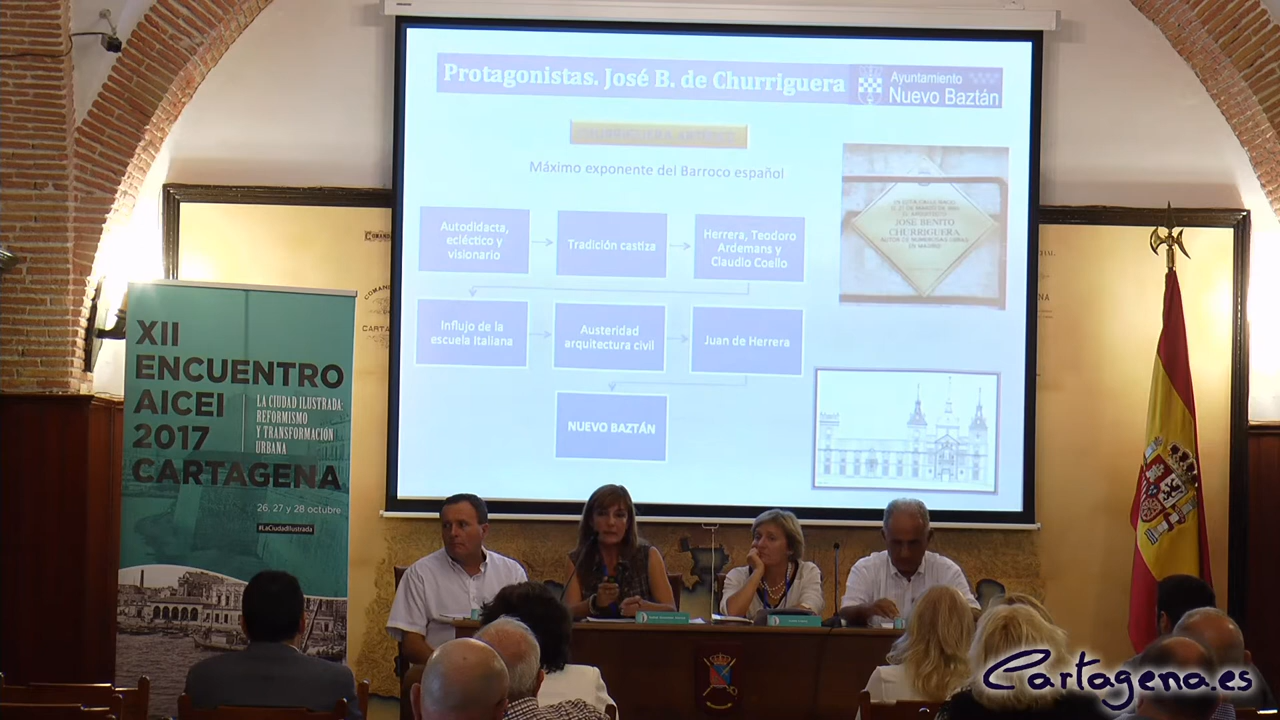 Protagonistas. José B. de Churriguera
Ayuntamiento
Nuevo Baztán
Máximo exponente del Barroco español
Autodidacta,
ecléctico y
visionario
Tradición castiza
Herrera, Teodoro
Ardemans y
Claudio Coello
Influjo de la
escuela Italiana
Austeridad
arquitectura civil
Juan de Herrera
NUEVO BAZTÁN
JOSE BENITO
CHURRIGUERA
XII
ENCUENTRO
AICEI
2017
CARTAGENA
LA CIUDAD ILUSTRADA:
REFORMISMO
Y TRANSFORMACIÓN
URBANA
26, 27 y 28 octubre
#LaCiudadIlustrada
Cartagena.es